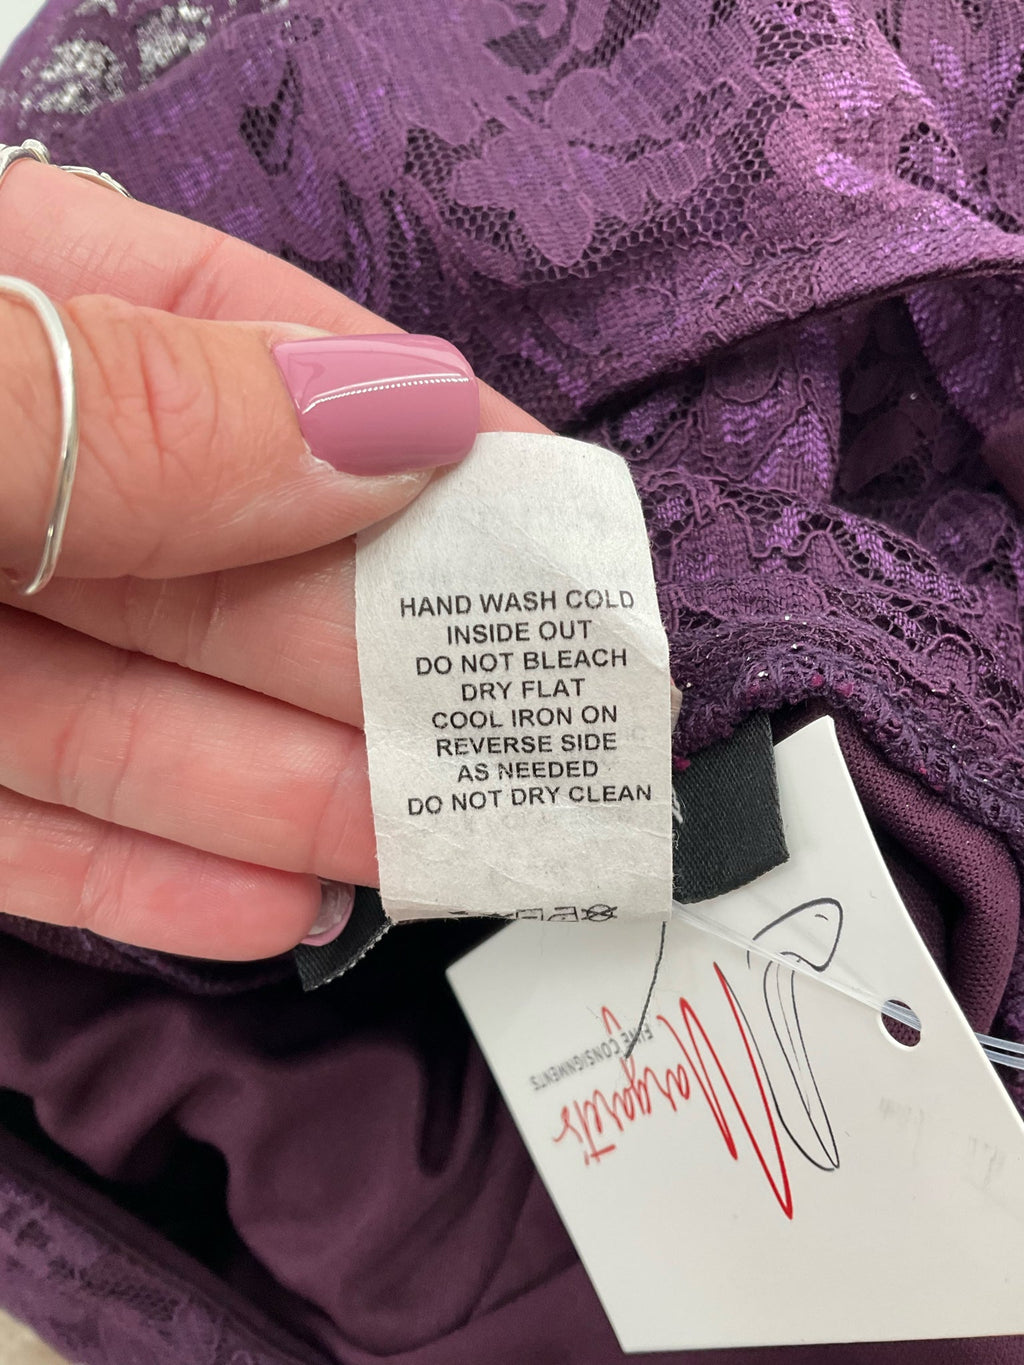 HAND WASH COLD
INSIDE OUT
DO NOT BLEACH
DRY FLAT
COOL IRON ON
REVERSE SIDE
AS NEEDED
DO NOT DRY CLEAN
Margaret's
FINE CONSIGNMENTS